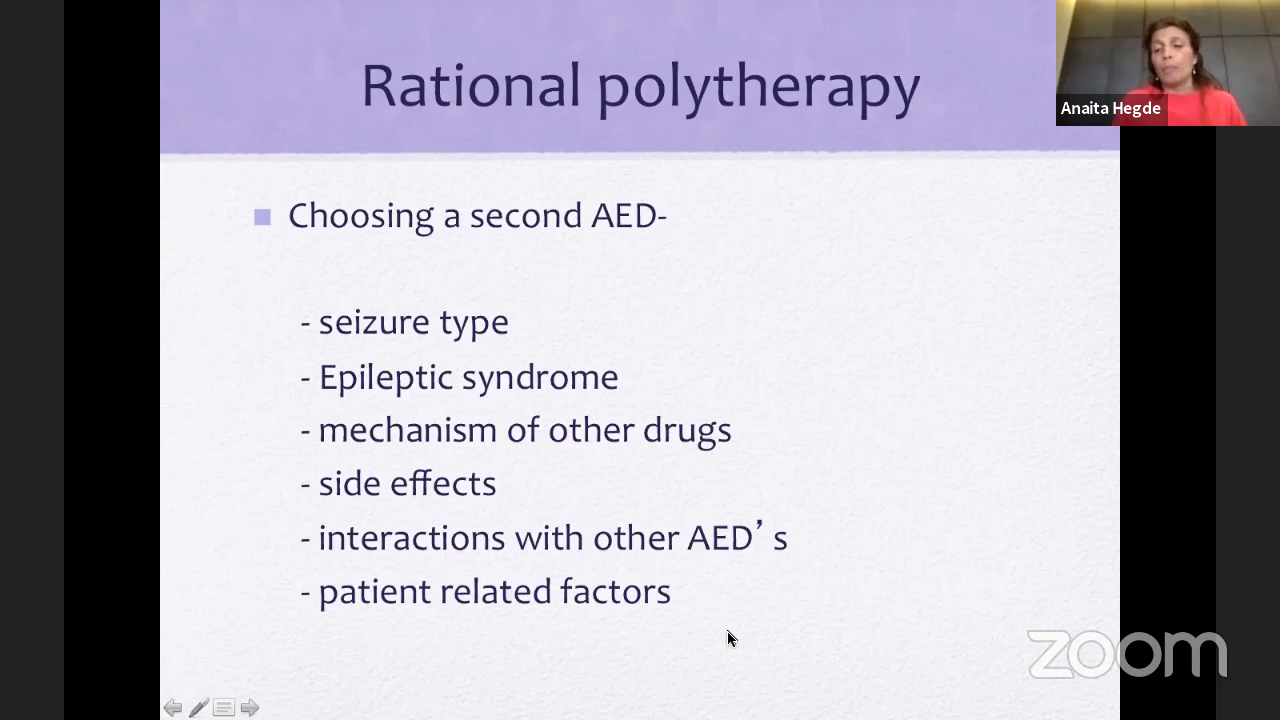 Rational polytherapy
Anaita Hegde
Choosing a second AED-
- seizure type
- Epileptic syndrome
- mechanism of other drugs
- side effects
- interactions with other AED’ s
- patient related factors
zoom